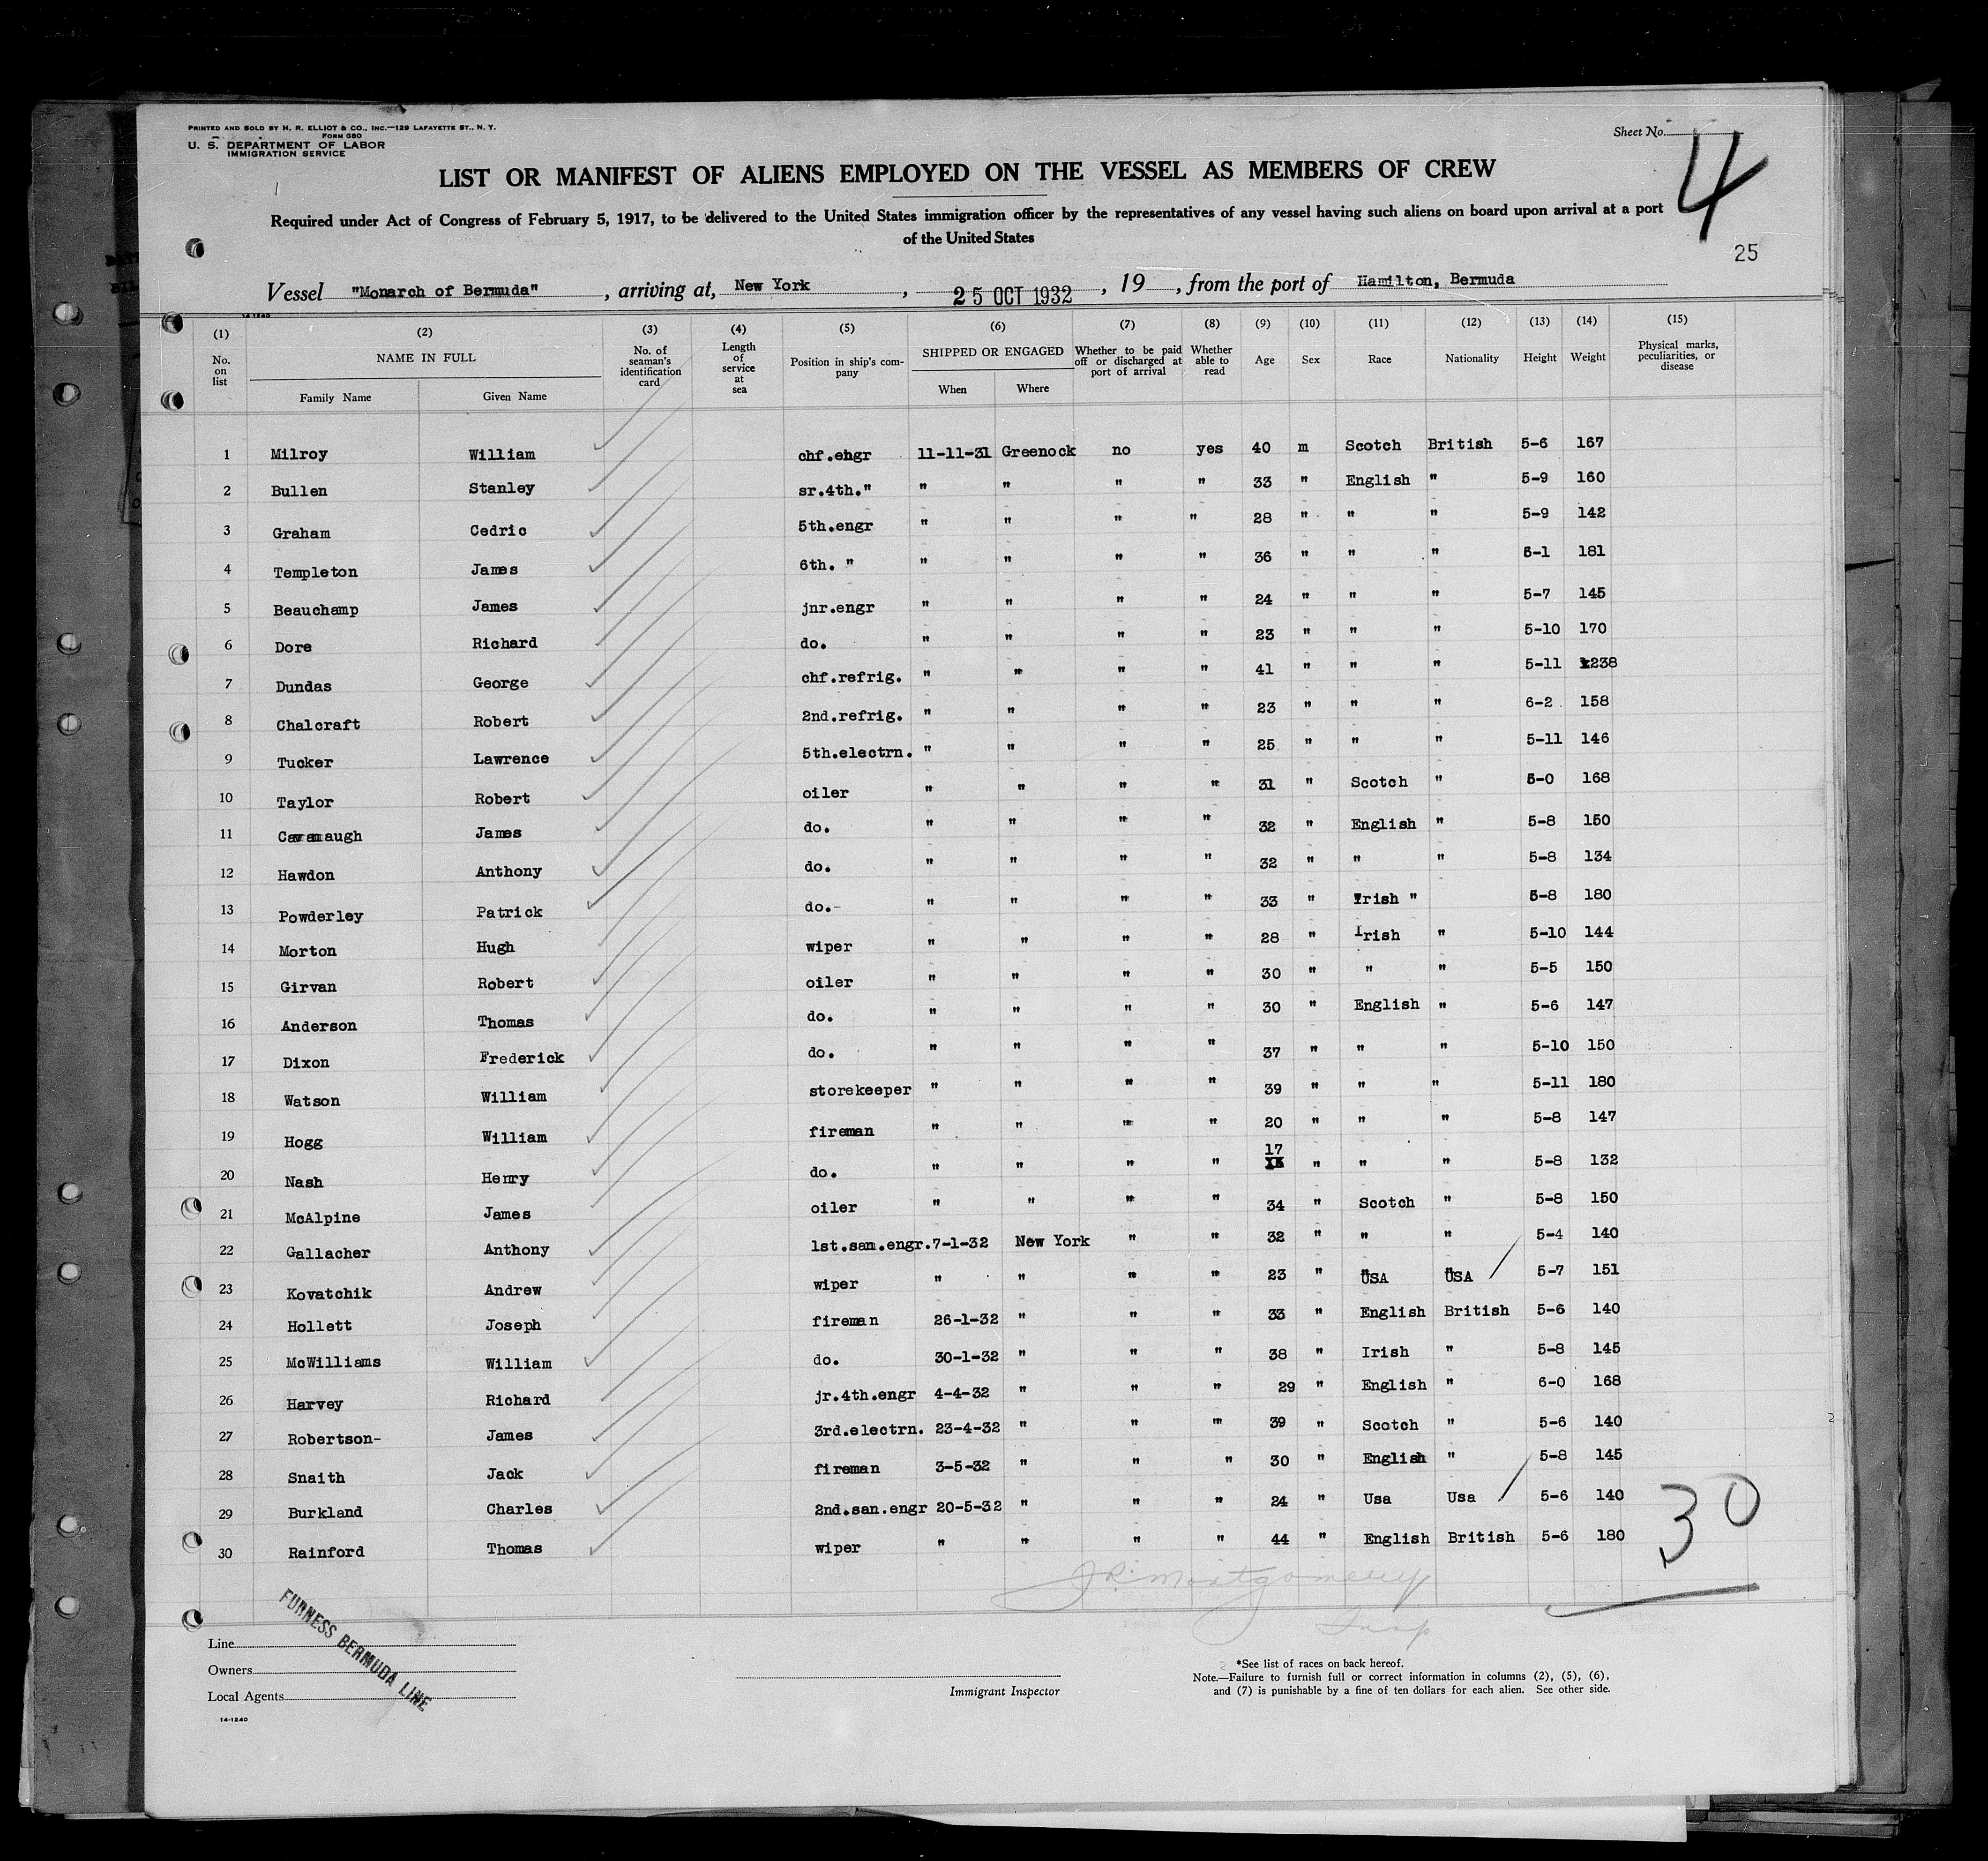 PRINTED AND SOLD BY H. R. ELLIOT & CO., INC.—129 LAFAYETTE ST., N. Y.
FORM 680
U. S. DEPARTMENT OF LABOR
IMMIGRATION SERVICE
Sheet No.
4
LIST OR MANIFEST OF ALIENS EMPLOYED ON THE VESSEL AS MEMBERS OF CREW
Required under Act of Congress of February 5, 1917, to be delivered to the United States immigration officer by the representatives of any vessel having such aliens on board upon arrival at a port
of the United States
25
Vessel "Monarch of Bermuda", arriving at, New York, 25 OCT 1932, 19 , from the port of Hamilton, Bermuda
14-1240
(1) (2) (3) (4) (5) (6) (7) (8) (9) (10) (11) (12) (13) (14) (15)
No. on list NAME IN FULL Family Name Given Name No. of seaman's identification card Length of service at sea Position in ship's company SHIPPED OR ENGAGED When Where Whether to be paid off or discharged at port of arrival Whether able to read Age Sex Race Nationality Height Weight Physical marks, peculiarities, or disease
1 Milroy William chf.engr 11-11-31 Greenock no yes 40 m Scotch British 5-6 167
2 Bullen Stanley sr.4th." " " " " 33 " English " 5-9 160
3 Graham Cedric 5th.engr " " " " 28 " " " 5-9 142
4 Templeton James 6th. " " " " " 36 " " " 5-1 181
5 Beauchamp James jnr.engr " " " " 24 " " " 5-7 145
6 Dore Richard do. " " " " 23 " " " 5-10 170
7 Dundas George chf.refrig. " " " " 41 " " " 5-11 238
8 Chalcraft Robert 2nd.refrig. " " " " 23 " " " 6-2 158
9 Tucker Lawrence 5th.electrn. " " " " 25 " " " 5-11 146
10 Taylor Robert oiler " " " " 31 " Scotch " 5-0 168
11 Cavanaugh James do. " " " " 32 " English " 5-8 150
12 Hawdon Anthony do. " " " " 32 " " " 5-8 134
13 Powderley Patrick do.- " " " " 33 " Irish " 5-8 180
14 Morton Hugh wiper " " " " 28 " Irish " 5-10 144
15 Girvan Robert oiler " " " " 30 " " " 5-5 150
16 Anderson Thomas do. " " " " 30 " English " 5-6 147
17 Dixon Frederick do. " " " " 37 " " " 5-10 150
18 Watson William storekeeper " " " " 39 " " " 5-11 180
19 Hogg William fireman " " " " 20 " " " 5-8 147
20 Nash Henry do. " " " " 17 " " " 5-8 132
21 McAlpine James oiler " " " " 34 " Scotch " 5-8 150
22 Gallacher Anthony 1st.san.engr. 7-1-32 New York " " 32 " " " 5-4 140
23 Kovatchik Andrew wiper " " " " 23 " USA USA 5-7 151
24 Hollett Joseph fireman 26-1-32 " " " 33 " English British 5-6 140
25 McWilliams William do. 30-1-32 " " " 38 " Irish " 5-8 145
26 Harvey Richard jr.4th.engr 4-4-32 " " " 29 " English " 6-0 168
27 Robertson- James 3rd.electrn. 23-4-32 " " " 39 " Scotch " 5-6 140
28 Snaith Jack fireman 3-5-32 " " " 30 " English " 5-8 145
29 Burkland Charles 2nd.san.engr 20-5-32 " " " 24 " Usa Usa 5-6 140
30 Rainford Thomas wiper " " " " 44 " English British 5-6 180
30
J.R. Montgomery
Insp
Line
Owners
Local Agents
FURNESS BERMUDA LINE
14-1240
Immigrant Inspector
*See list of races on back hereof.
Note.—Failure to furnish full or correct information in columns (2), (5), (6),
and (7) is punishable by a fine of ten dollars for each alien. See other side.